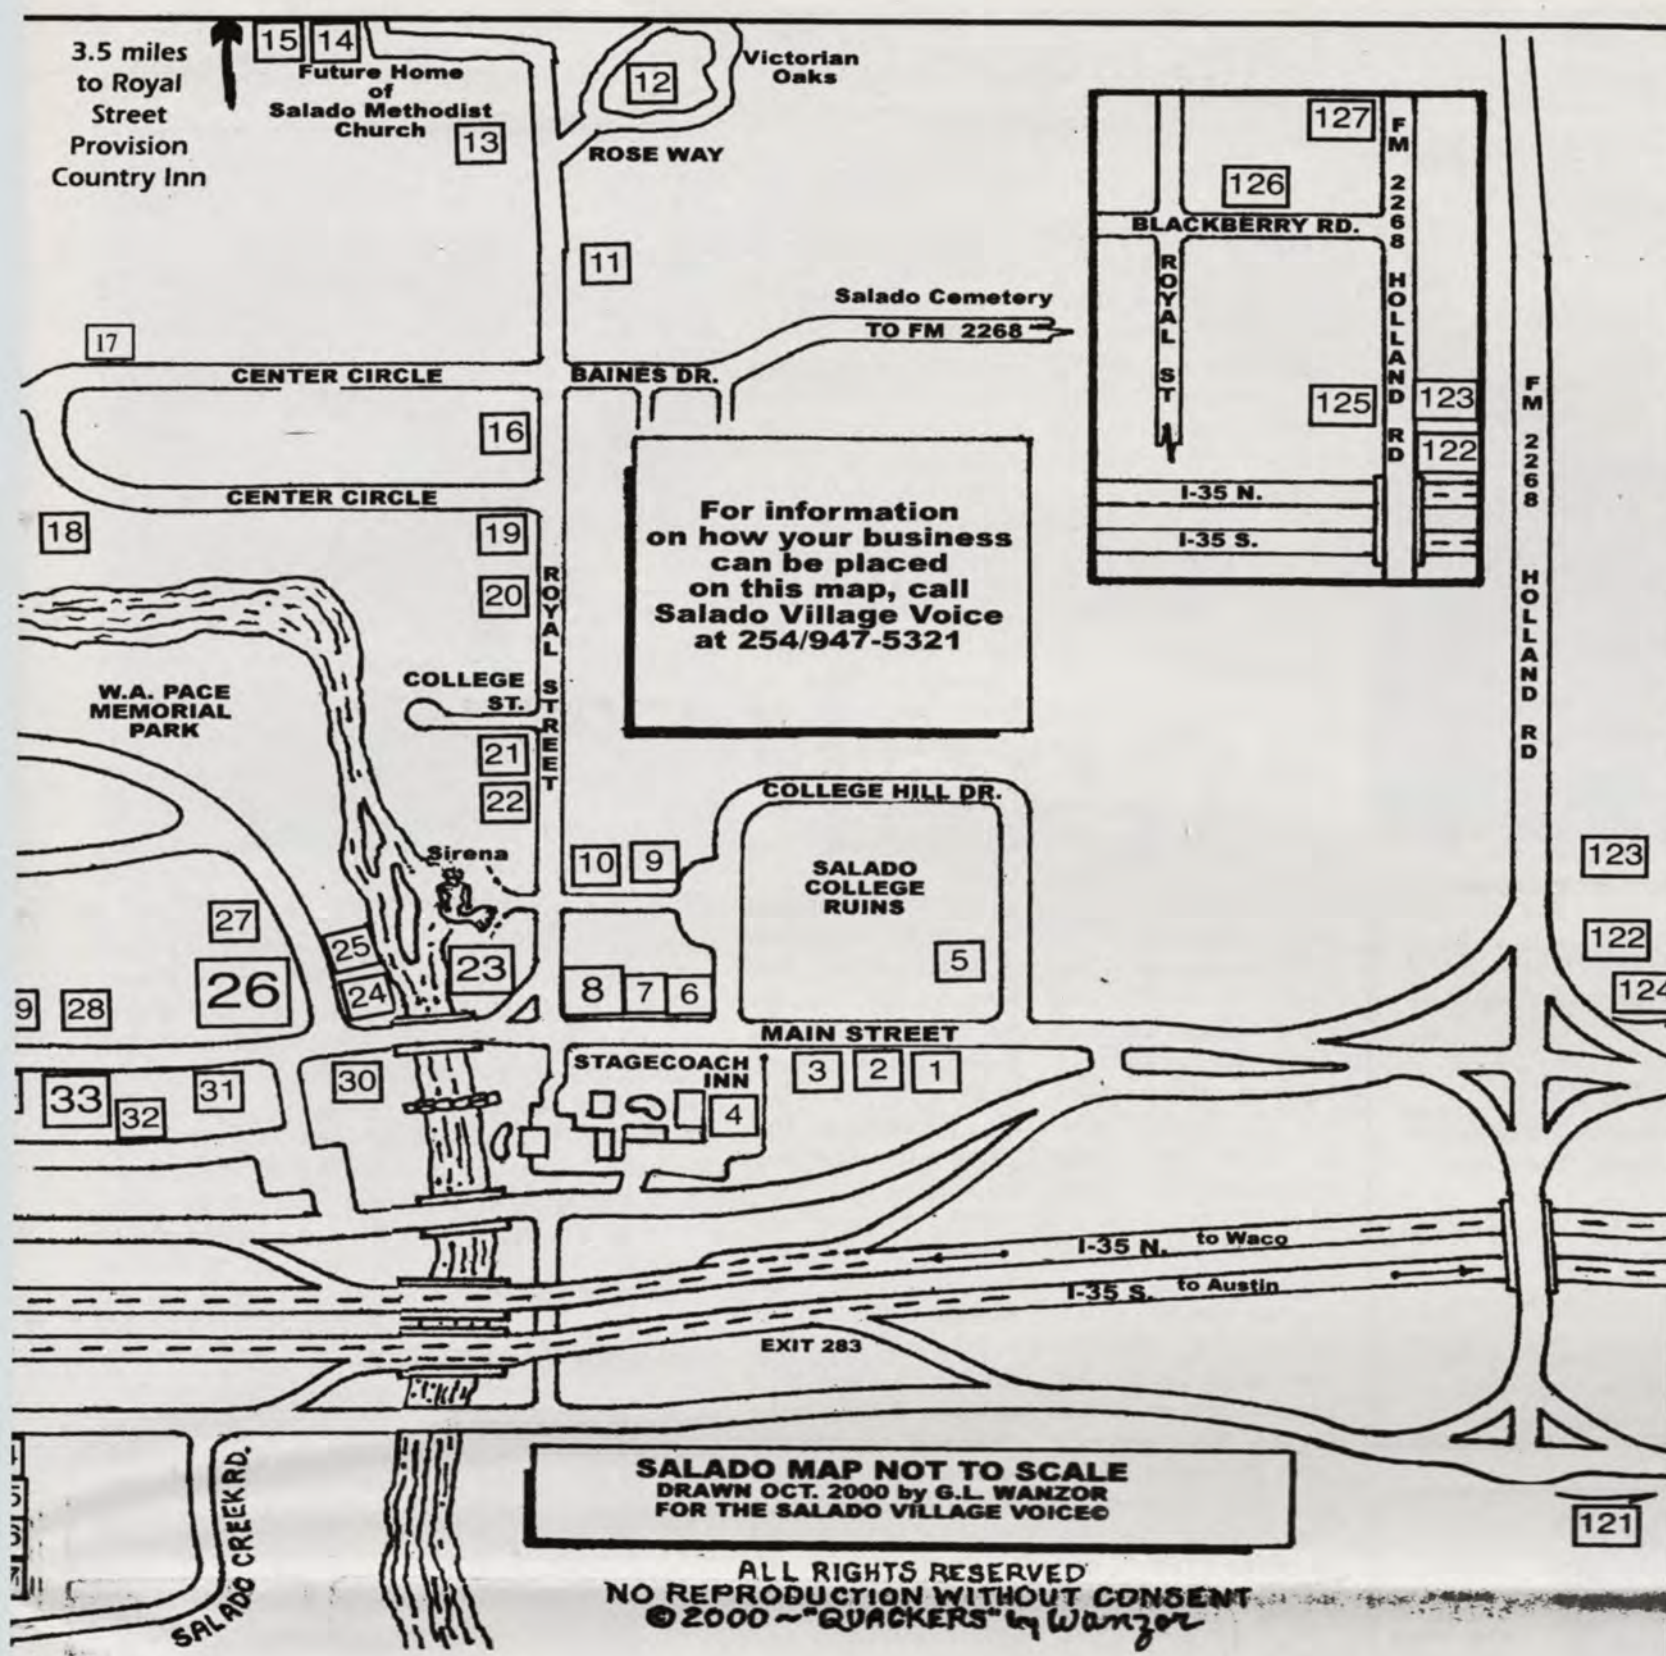 3.5 miles
to Royal
Street
Provision
Country Inn
15
14
Future Home
of
Salado Methodist
Church
13
12
Victorian
Oaks
ROSE WAY
11
Salado Cemetery
TO FM 2268
17
CENTER CIRCLE
BAINES DR.
16
CENTER CIRCLE
18
19
20
ROYAL STREET
For information
on how your business
can be placed
on this map, call
Salado Village Voice
at 254/947-5321
127
126
BLACKBERRY RD.
FM 2268 HOLLAND RD
ROYAL ST
125
123
122
I-35 N.
I-35 S.
FM 2268 HOLLAND RD
W.A. PACE
MEMORIAL
PARK
COLLEGE
ST.
21
22
COLLEGE HILL DR.
Sirena
10
9
SALADO
COLLEGE
RUINS
123
122
124
27
25
26
24
23
8
7
6
5
9
28
MAIN STREET
STAGECOACH
INN
3
2
1
33
32
31
30
4
I-35 N.
to Waco
I-35 S.
to Austin
EXIT 283
SALADO CREEK RD.
SALADO MAP NOT TO SCALE
DRAWN OCT. 2000 by G.L. WANZOR
FOR THE SALADO VILLAGE VOICE©
121
ALL RIGHTS RESERVED
NO REPRODUCTION WITHOUT CONSENT
©2000~"QUACKERS" by Wanzor